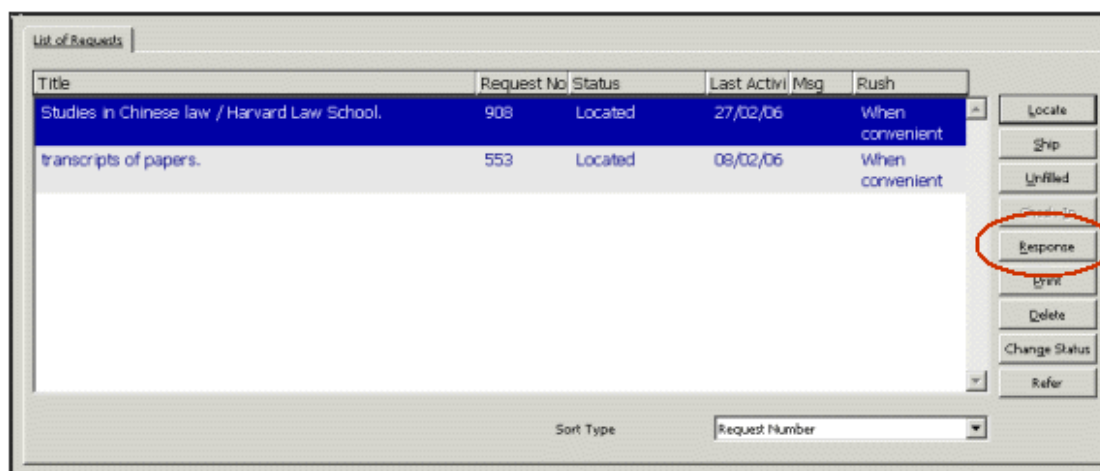 List of Requests
Title Request No Status Last Activi Msg Rush
Studies in Chinese law / Harvard Law School. 908 Located 27/02/06 When
convenient
transcripts of papers. 553 Located 08/02/06 When
convenient
Locate
Ship
Unfilled
Check-In
Response
Print
Delete
Change Status
Refer
Sort Type Request Number